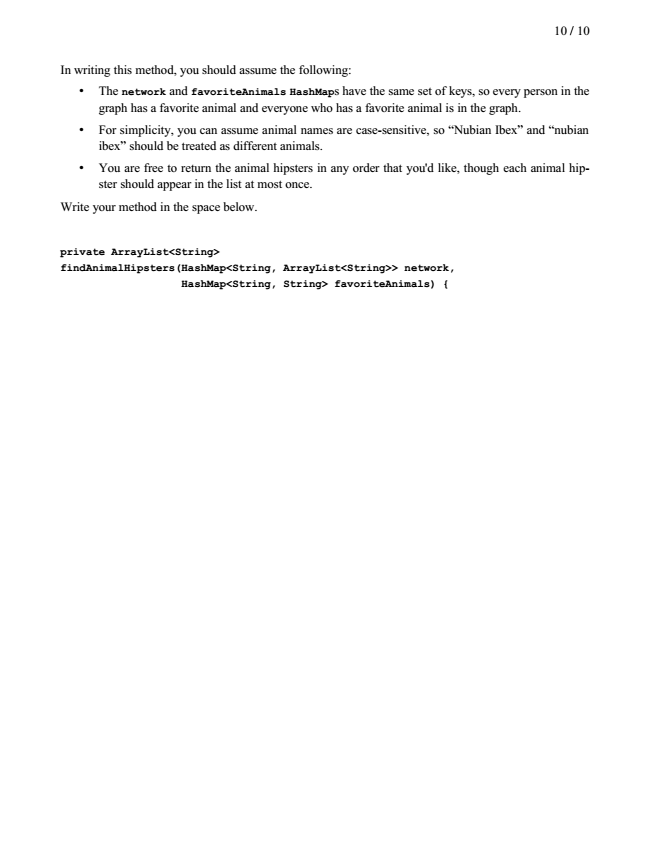 10 / 10
In writing this method, you should assume the following:
• The network and favoriteAnimals HashMaps have the same set of keys, so every person in the
graph has a favorite animal and everyone who has a favorite animal is in the graph.
• For simplicity, you can assume animal names are case-sensitive, so “Nubian Ibex” and “nubian
ibex” should be treated as different animals.
• You are free to return the animal hipsters in any order that you'd like, though each animal hip-
ster should appear in the list at most once.
Write your method in the space below.
private ArrayList<String>
findAnimalHipsters(HashMap<String, ArrayList<String>> network,
HashMap<String, String> favoriteAnimals) {